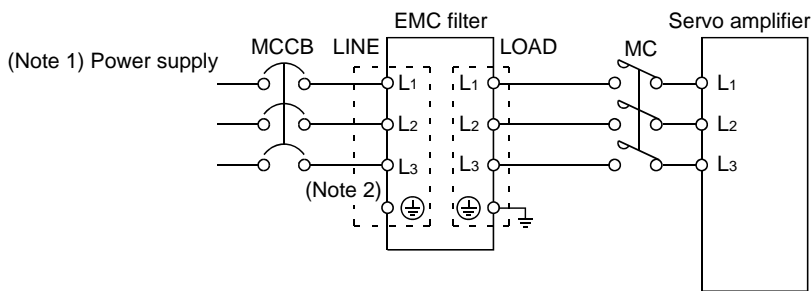 EMC filter
Servo amplifier
MCCB LINE LOAD MC
(Note 1) Power supply
L1 L1 L1
L2 L2 L2
L3 L3 L3
(Note 2)